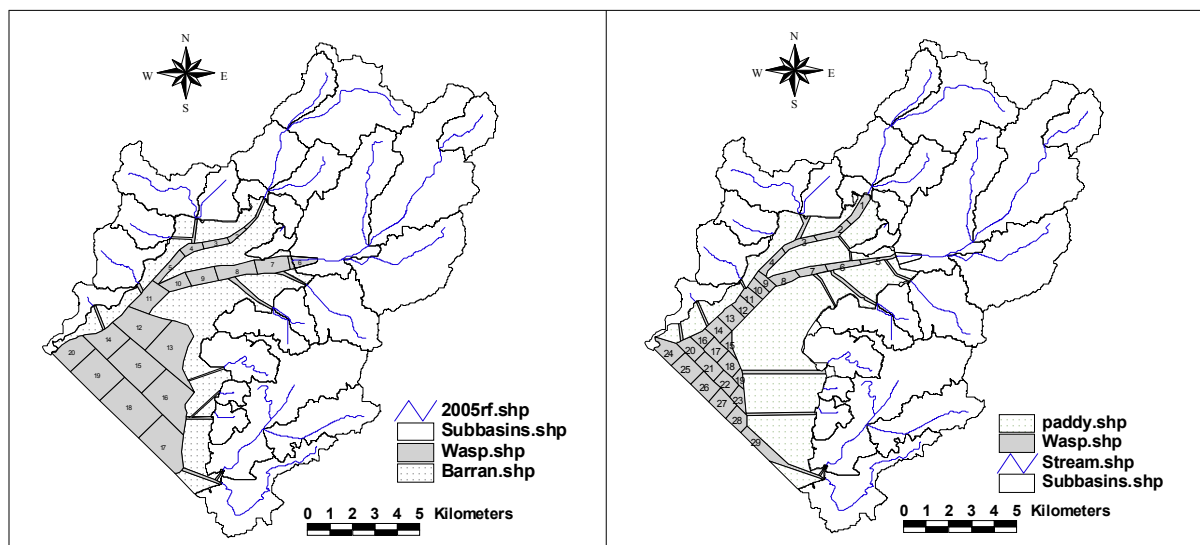 N
W E
S
4
11
10
9
8
7
6
12
13
14
15
16
17
18
19
20
2005rf.shp
Subbasins.shp
Wasp.shp
Barran.shp
0 1 2 3 4 5 Kilometers
N
W E
S
1
2
3
4
5
6
7
8
9
10
11
12
13
14
15
16
17
18
19
20
21
22
23
24
25
26
27
28
29
paddy.shp
Wasp.shp
Stream.shp
Subbasins.shp
0 1 2 3 4 5 Kilometers